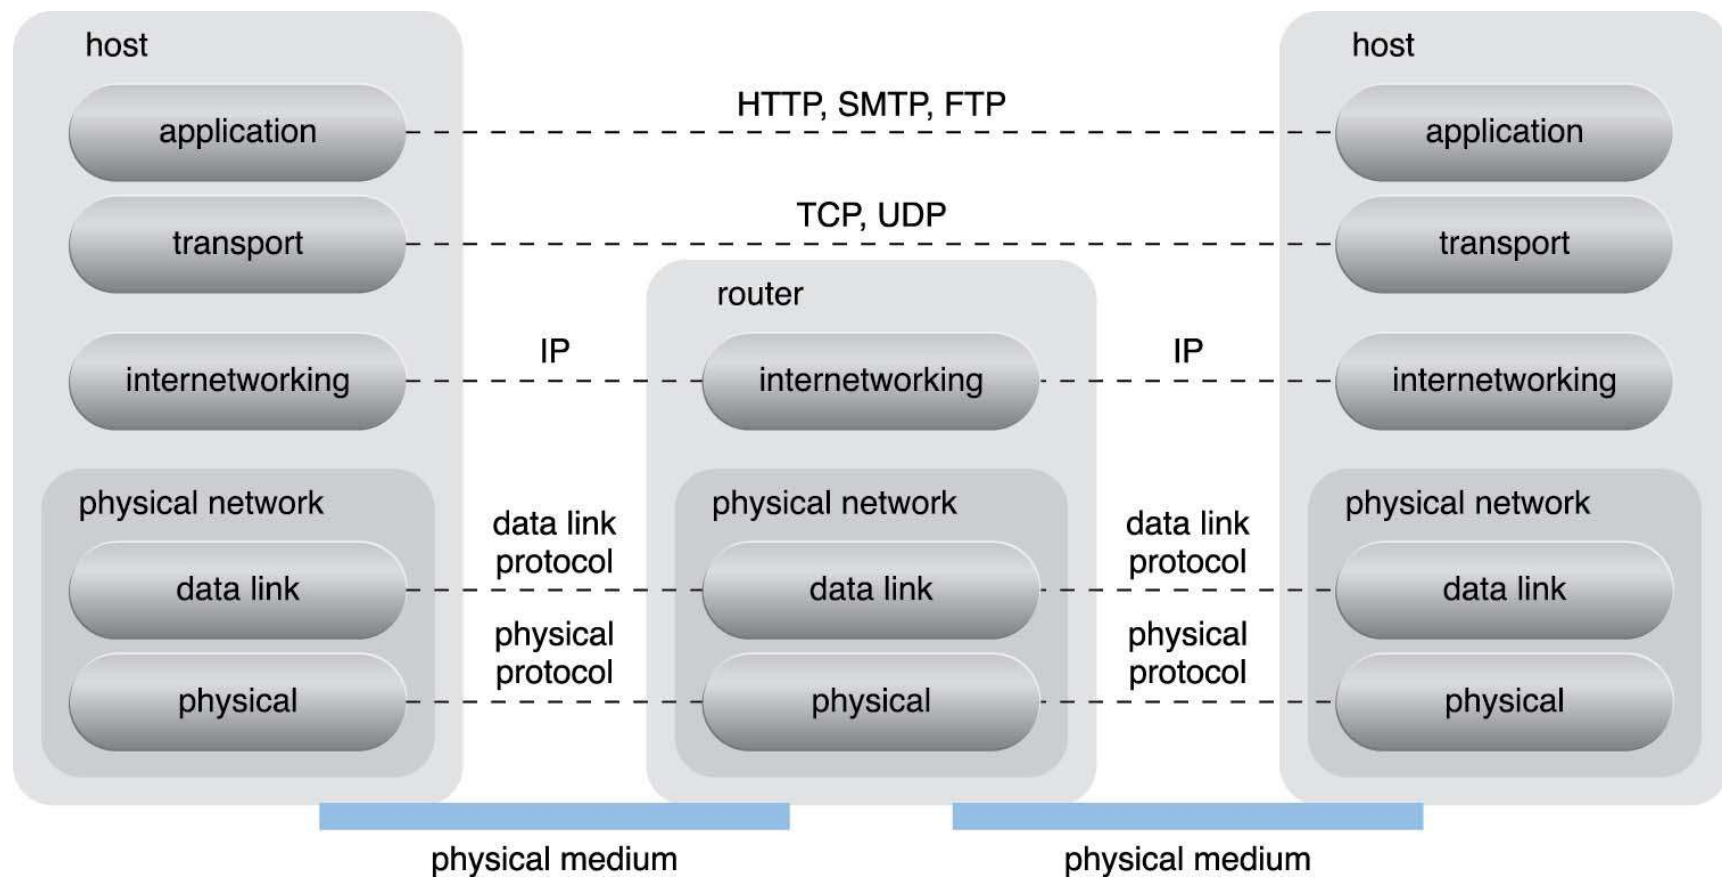 host
host
HTTP, SMTP, FTP
application
application
TCP, UDP
transport
transport
router
IP
IP
internetworking
internetworking
internetworking
physical network
physical network
physical network
data link
protocol
data link
protocol
data link
data link
data link
physical
protocol
physical
protocol
physical
physical
physical
physical medium
physical medium